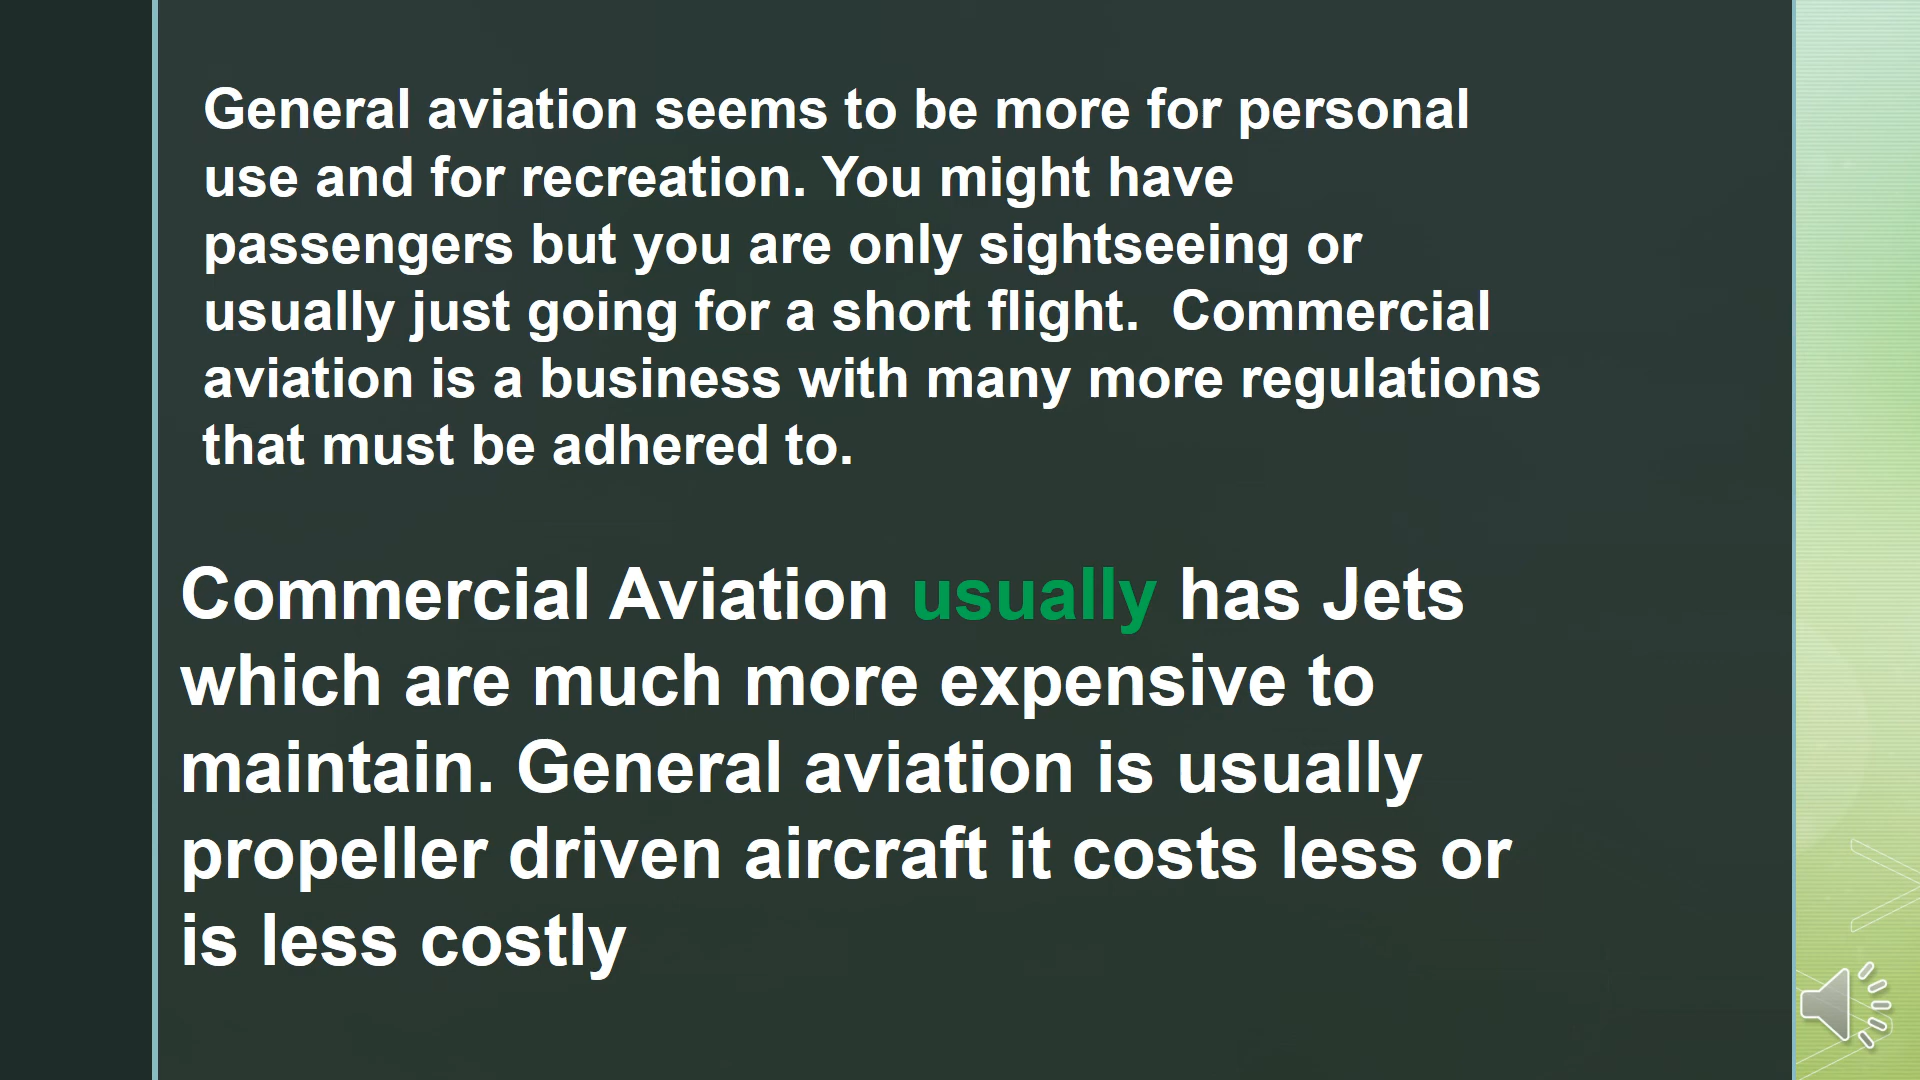 General aviation seems to be more for personal
use and for recreation. You might have
passengers but you are only sightseeing or
usually just going for a short flight.  Commercial
aviation is a business with many more regulations
that must be adhered to.
Commercial Aviation usually has Jets
which are much more expensive to
maintain. General aviation is usually
propeller driven aircraft it costs less or
is less costly